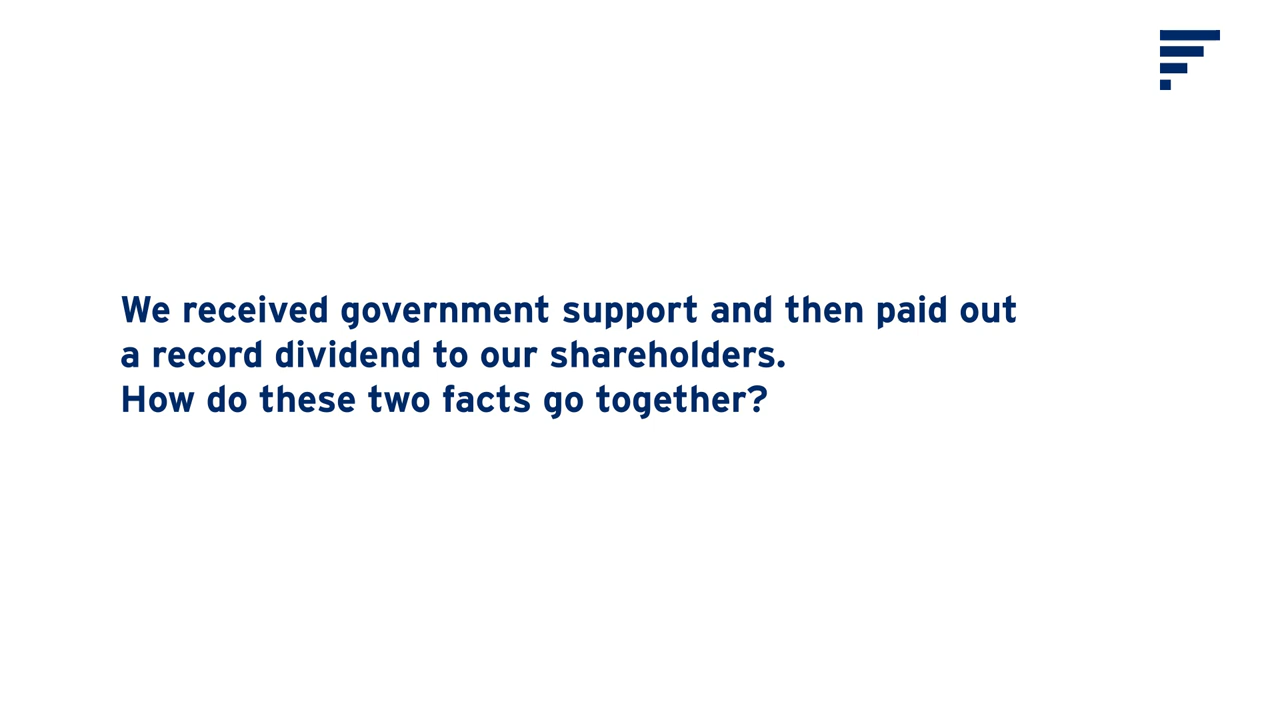 We received government support and then paid out
a record dividend to our shareholders.
How do these two facts go together?